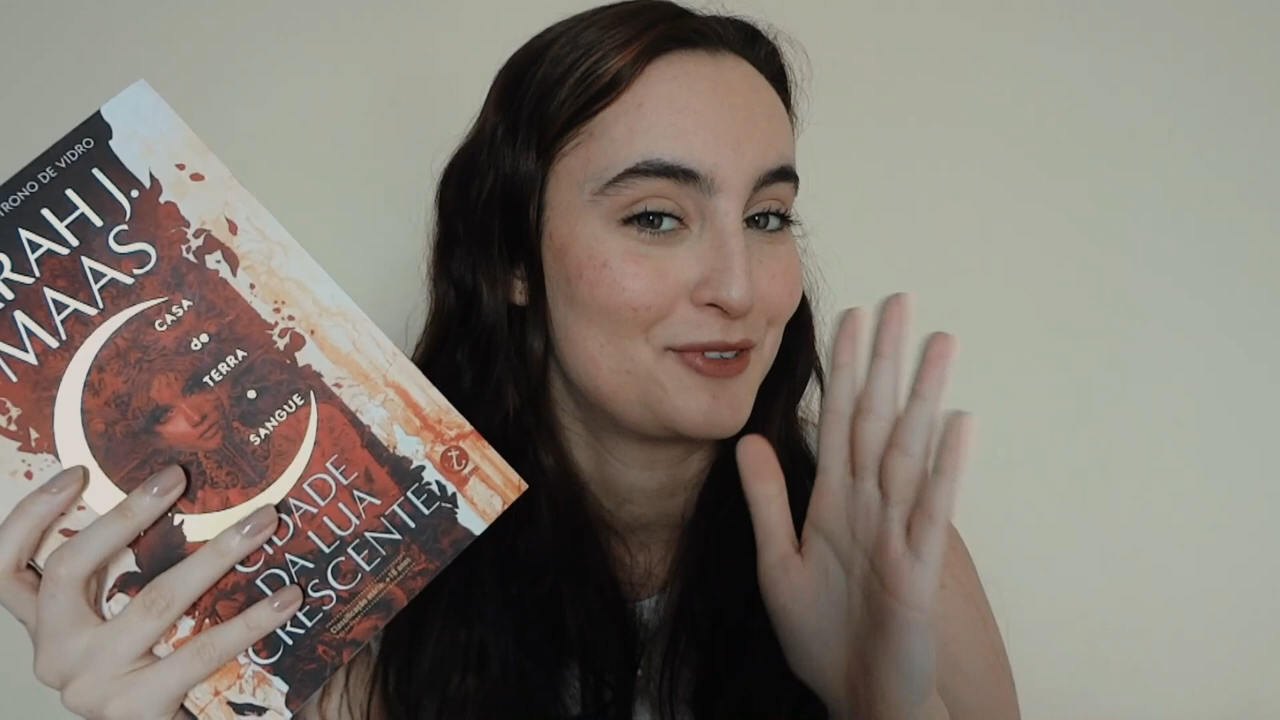 TRONO DE VIDRO
RAH J.
MAAS
CASA
de
TERRA
e
SANGUE
CIDADE
DA LUA
CRESCENTE